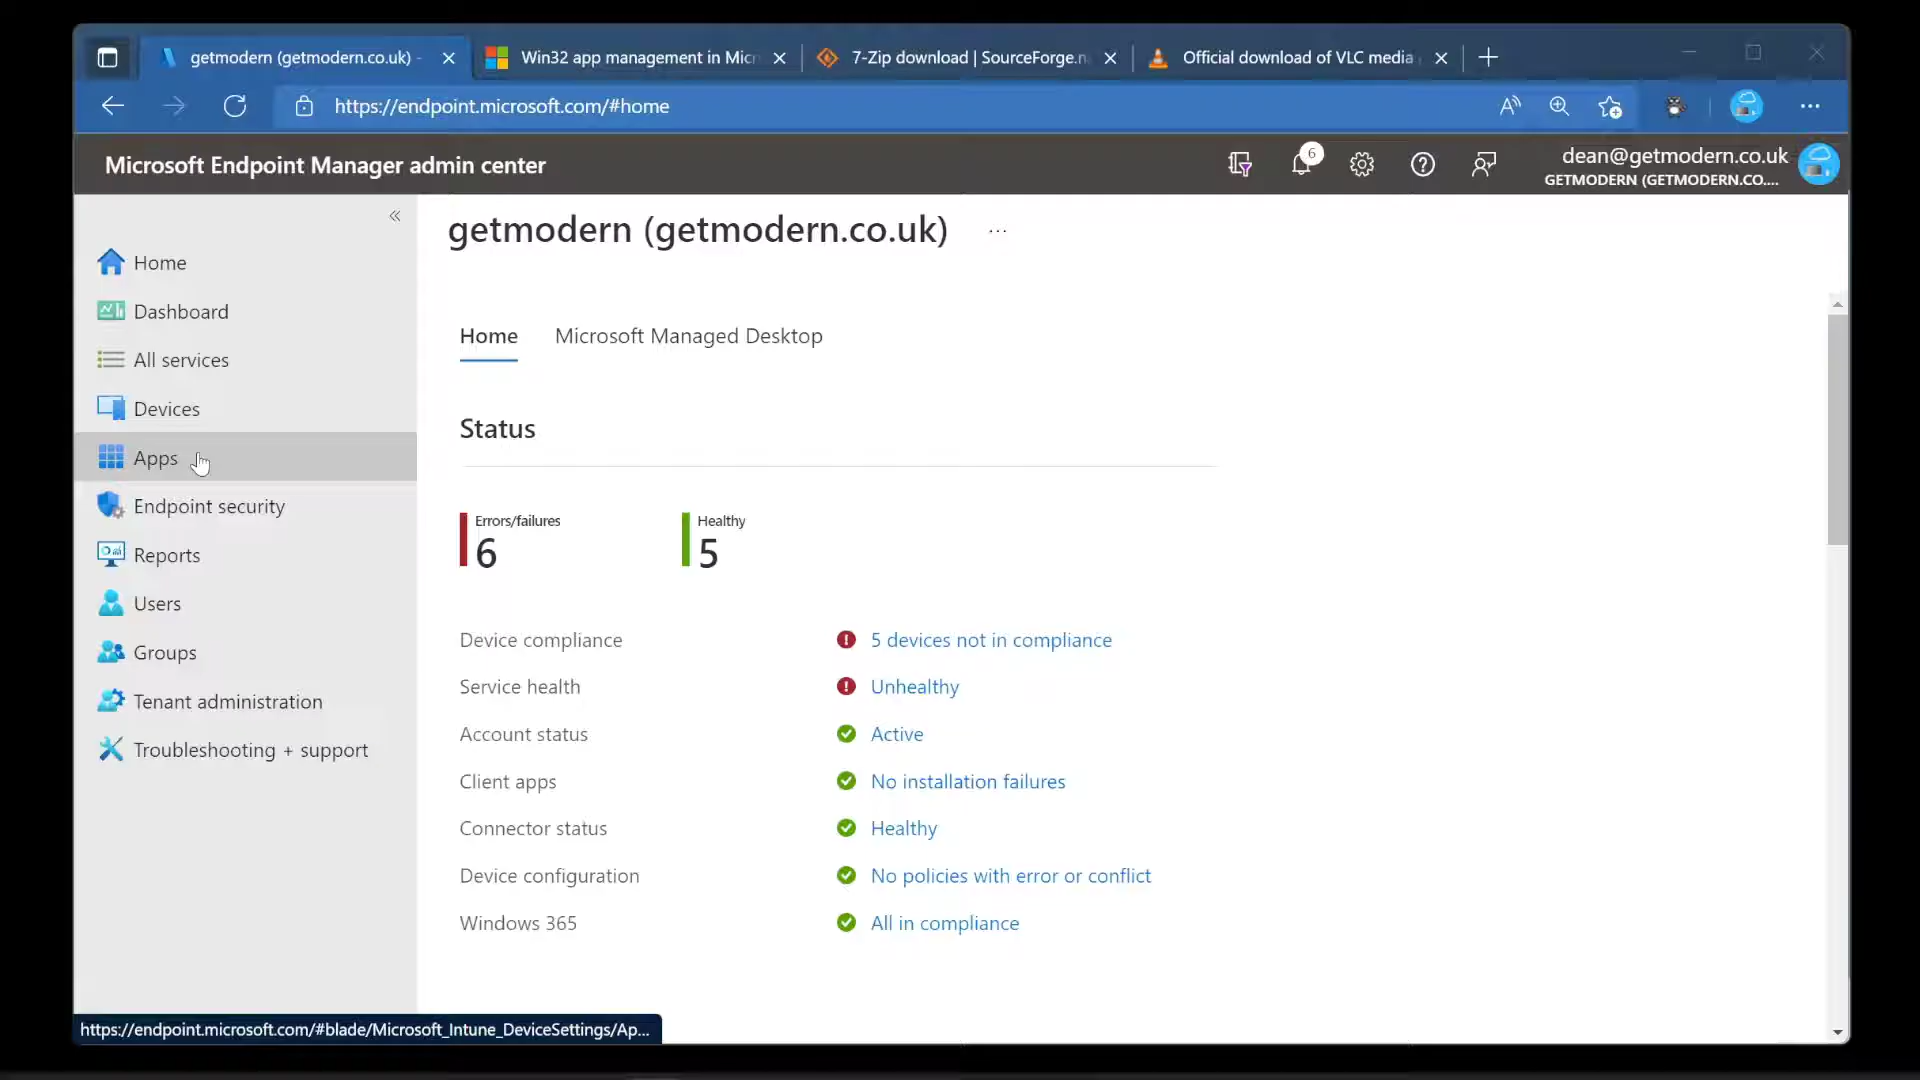 getmodern (getmodern.co.uk) -
Win32 app management in Micr
7-Zip download | SourceForge.n
Official download of VLC media
https://endpoint.microsoft.com/#home
Microsoft Endpoint Manager admin center
6
dean@getmodern.co.uk
GETMODERN (GETMODERN.CO....
getmodern (getmodern.co.uk) ...
Home
Dashboard
All services
Devices
Apps
Endpoint security
Reports
Users
Groups
Tenant administration
Troubleshooting + support
Home
Microsoft Managed Desktop
Status
Errors/failures
6
Healthy
5
Device compliance 5 devices not in compliance
Service health Unhealthy
Account status Active
Client apps No installation failures
Connector status Healthy
Device configuration No policies with error or conflict
Windows 365 All in compliance
https://endpoint.microsoft.com/#blade/Microsoft_Intune_DeviceSettings/Ap...